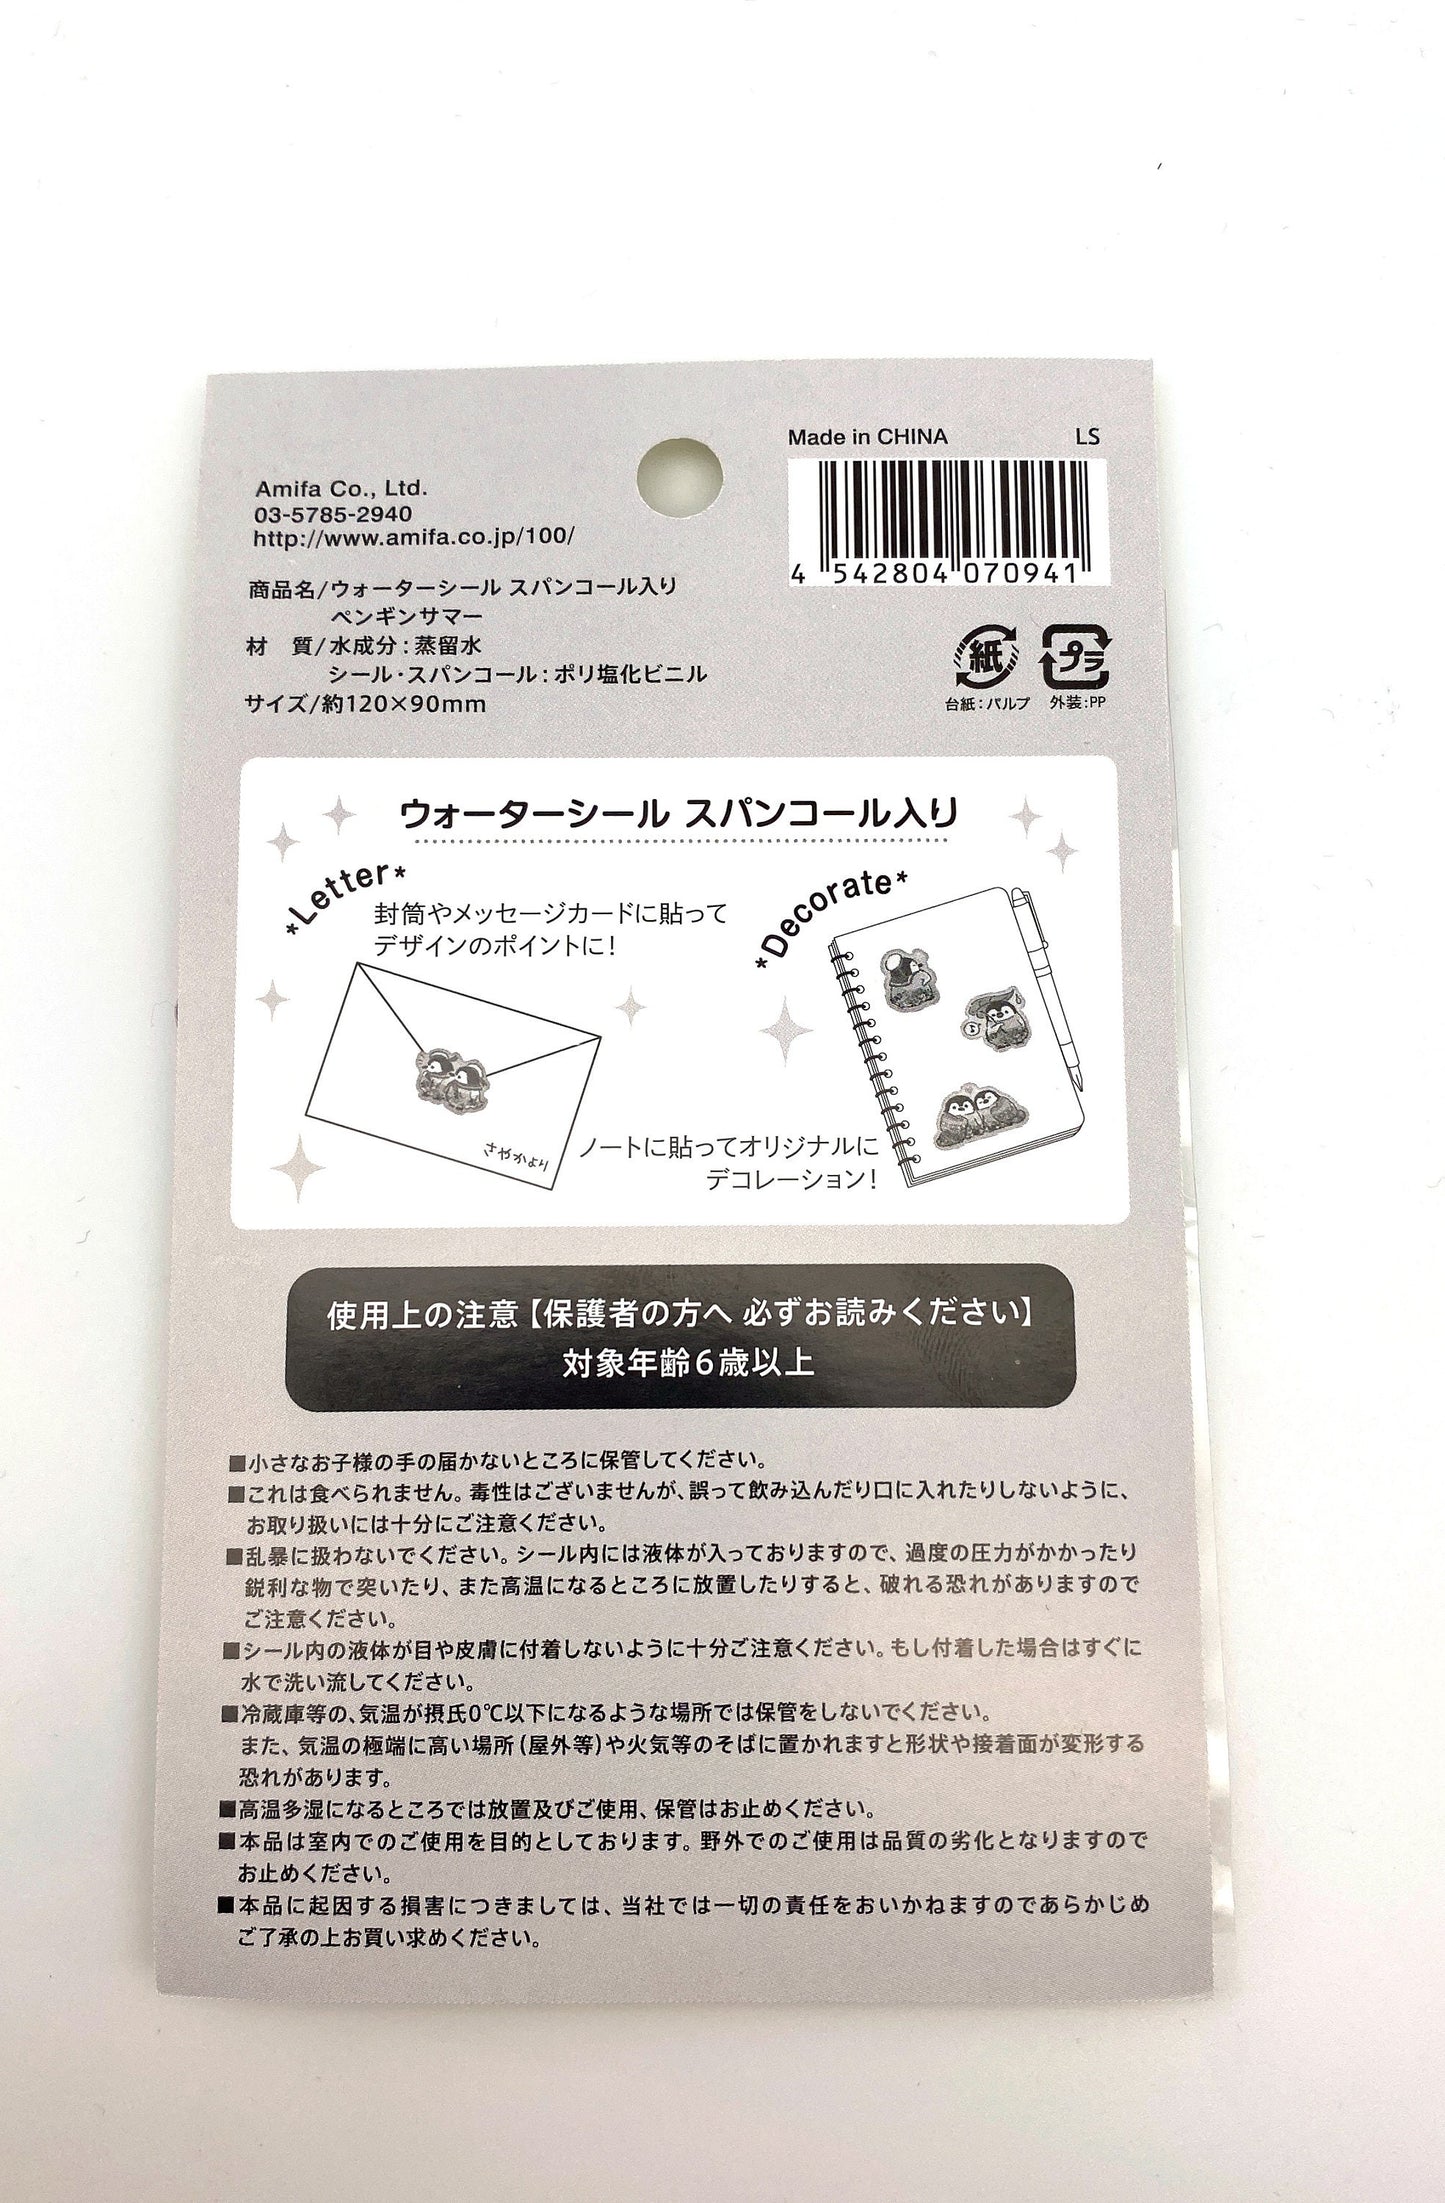 Amifa Co., Ltd.
03-5785-2940
http://www.amifa.co.jp/100/
Made in CHINA LS
4 542804 070941
商品名/ウォーターシール スパンコール入り
ペンギンサマー
材 質/水成分:蒸留水
シール・スパンコール:ポリ塩化ビニル
サイズ/約120×90mm
紙 プラ
台紙:パルプ 外装:PP
ウォーターシール スパンコール入り
*Letter*
封筒やメッセージカードに貼って
デザインのポイントに!
さやかより
*Decorate*
ノートに貼ってオリジナルに
デコレーション!
使用上の注意【保護者の方へ 必ずお読みください】
対象年齢6歳以上
■小さなお子様の手の届かないところに保管してください。
■これは食べられません。毒性はございませんが、誤って飲み込んだり口に入れたりしないように、
お取り扱いには十分にご注意ください。
■乱暴に扱わないでください。シール内には液体が入っておりますので、過度の圧力がかかったり
鋭利な物で突いたり、また高温になるところに放置したりすると、破れる恐れがありますので
ご注意ください。
■シール内の液体が目や皮膚に付着しないように十分ご注意ください。もし付着した場合はすぐに
水で洗い流してください。
■冷蔵庫等の、気温が摂氏0℃以下になるような場所では保管をしないでください。
また、気温の極端に高い場所(屋外等)や火気等のそばに置かれますと形状や接着面が変形する
恐れがあります。
■高温多湿になるところでは放置及びご使用、保管はお止めください。
■本品は室内でのご使用を目的としております。野外でのご使用は品質の劣化となりますので
お止めください。
■本品に起因する損害につきましては、当社では一切の責任をおいかねますのであらかじめ
ご了承の上お買い求めください。